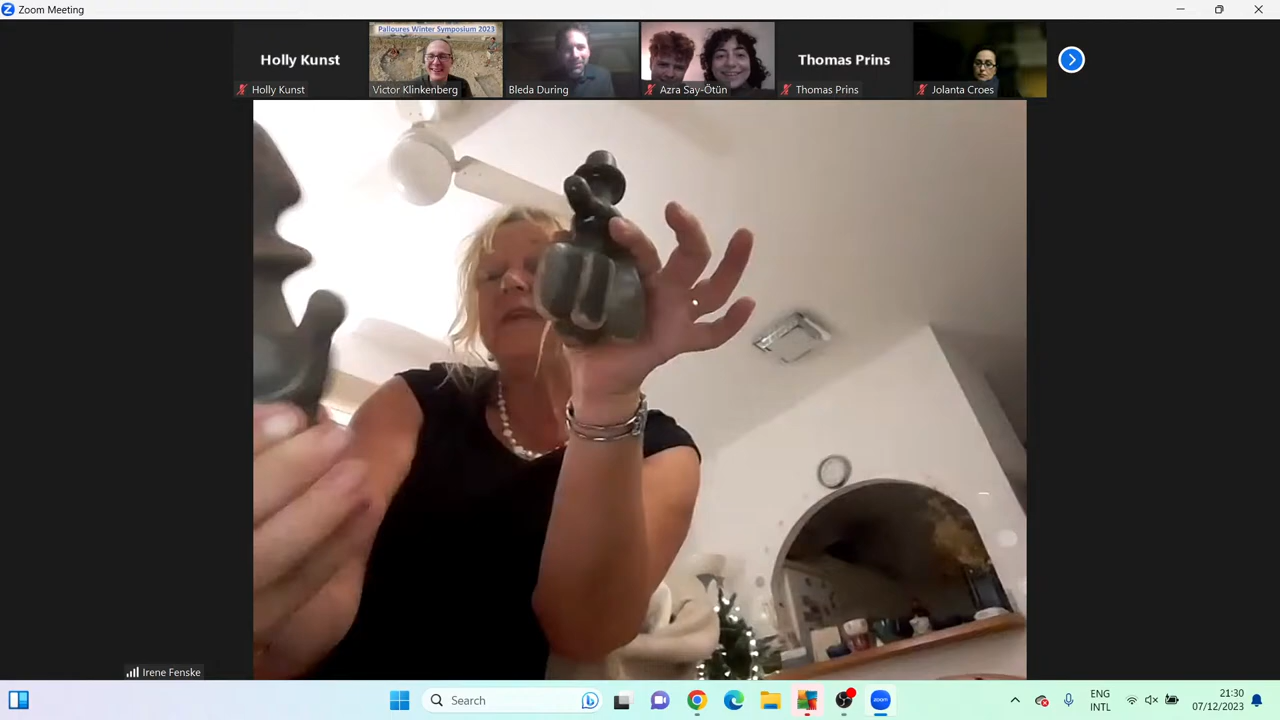 Zoom Meeting
Holly Kunst
Palloures Winter Symposium 2023
Thomas Prins
Holly Kunst
Victor Klinkenberg
Bleda During
Azra Say-Ötün
Thomas Prins
Jolanta Croes
Irene Fenske
Search
zoom
ENG
INTL
21:30
07/12/2023